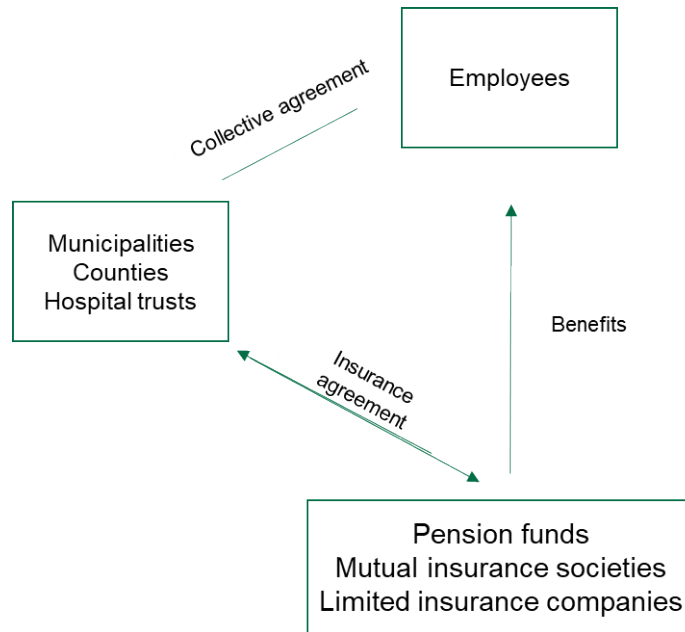 Employees
Collective agreement
Municipalities
Counties
Hospital trusts
Benefits
Insurance
agreement
Pension funds
Mutual insurance societies
Limited insurance companies